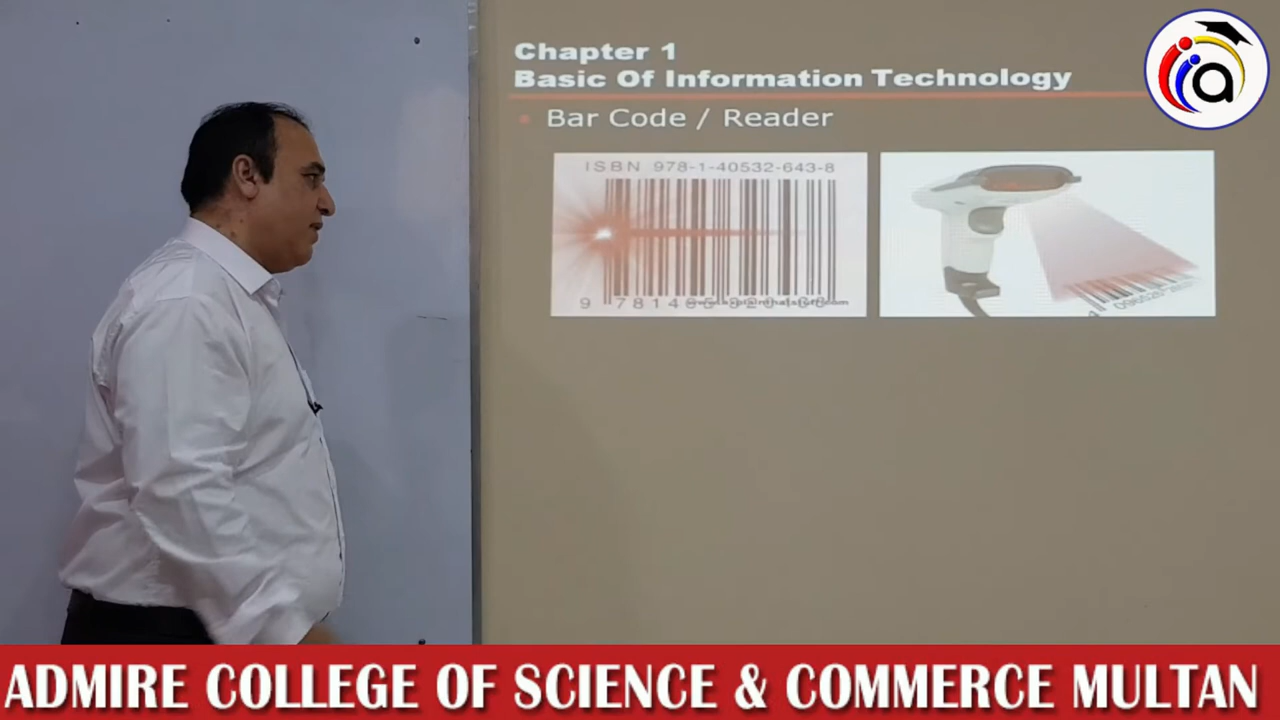 Chapter 1
Basic Of Information Technology
Bar Code / Reader
ISBN 978-1-40532-643-8
a
ADMIRE COLLEGE OF SCIENCE & COMMERCE MULTAN